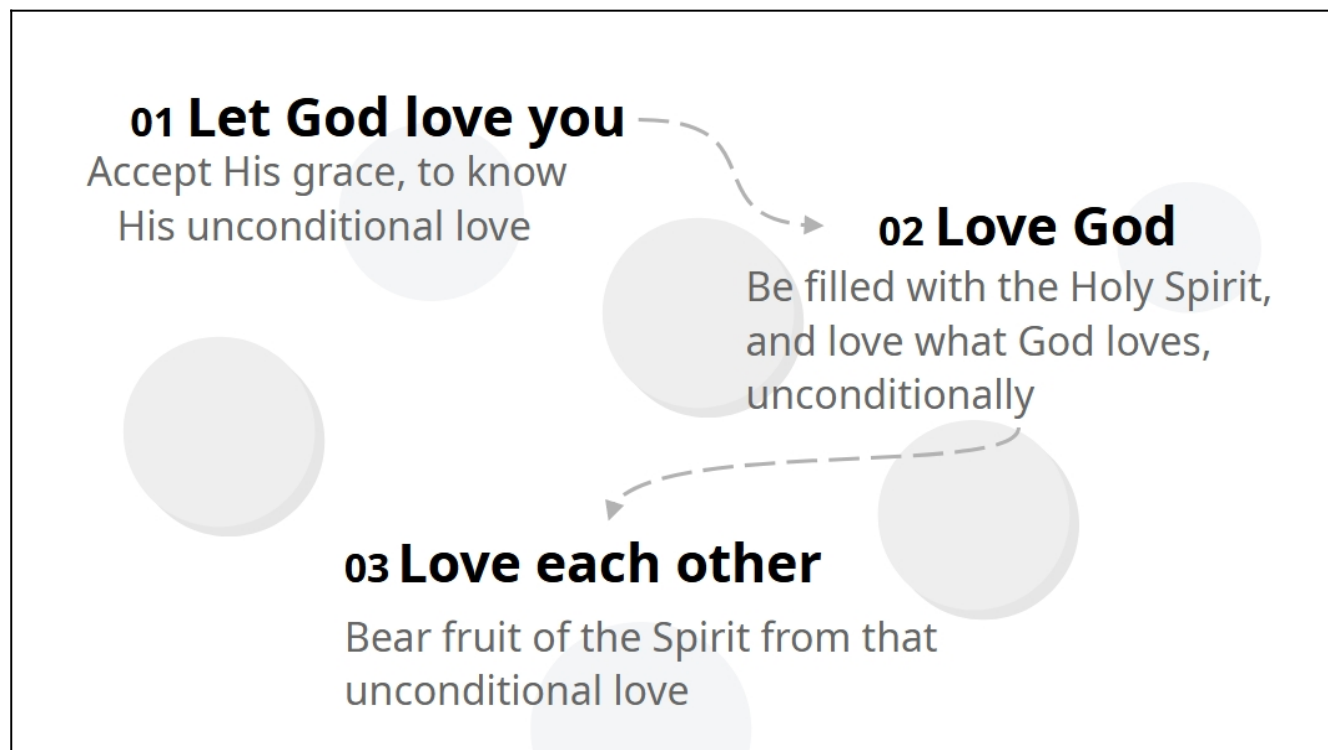 01 Let God love you
Accept His grace, to know
His unconditional love
02 Love God
Be filled with the Holy Spirit,
and love what God loves,
unconditionally
03 Love each other
Bear fruit of the Spirit from that
unconditional love